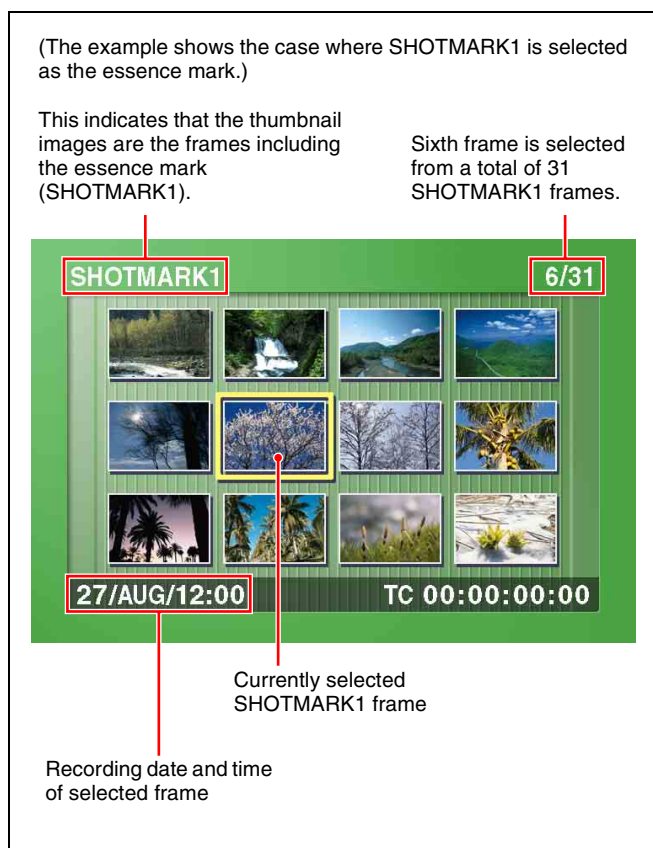 (The example shows the case where SHOTMARK1 is selected
as the essence mark.)
This indicates that the thumbnail
images are the frames including
the essence mark
(SHOTMARK1).
Sixth frame is selected
from a total of 31
SHOTMARK1 frames.
SHOTMARK1
6/31
27/AUG/12:00
TC 00:00:00:00
Currently selected
SHOTMARK1 frame
Recording date and time
of selected frame